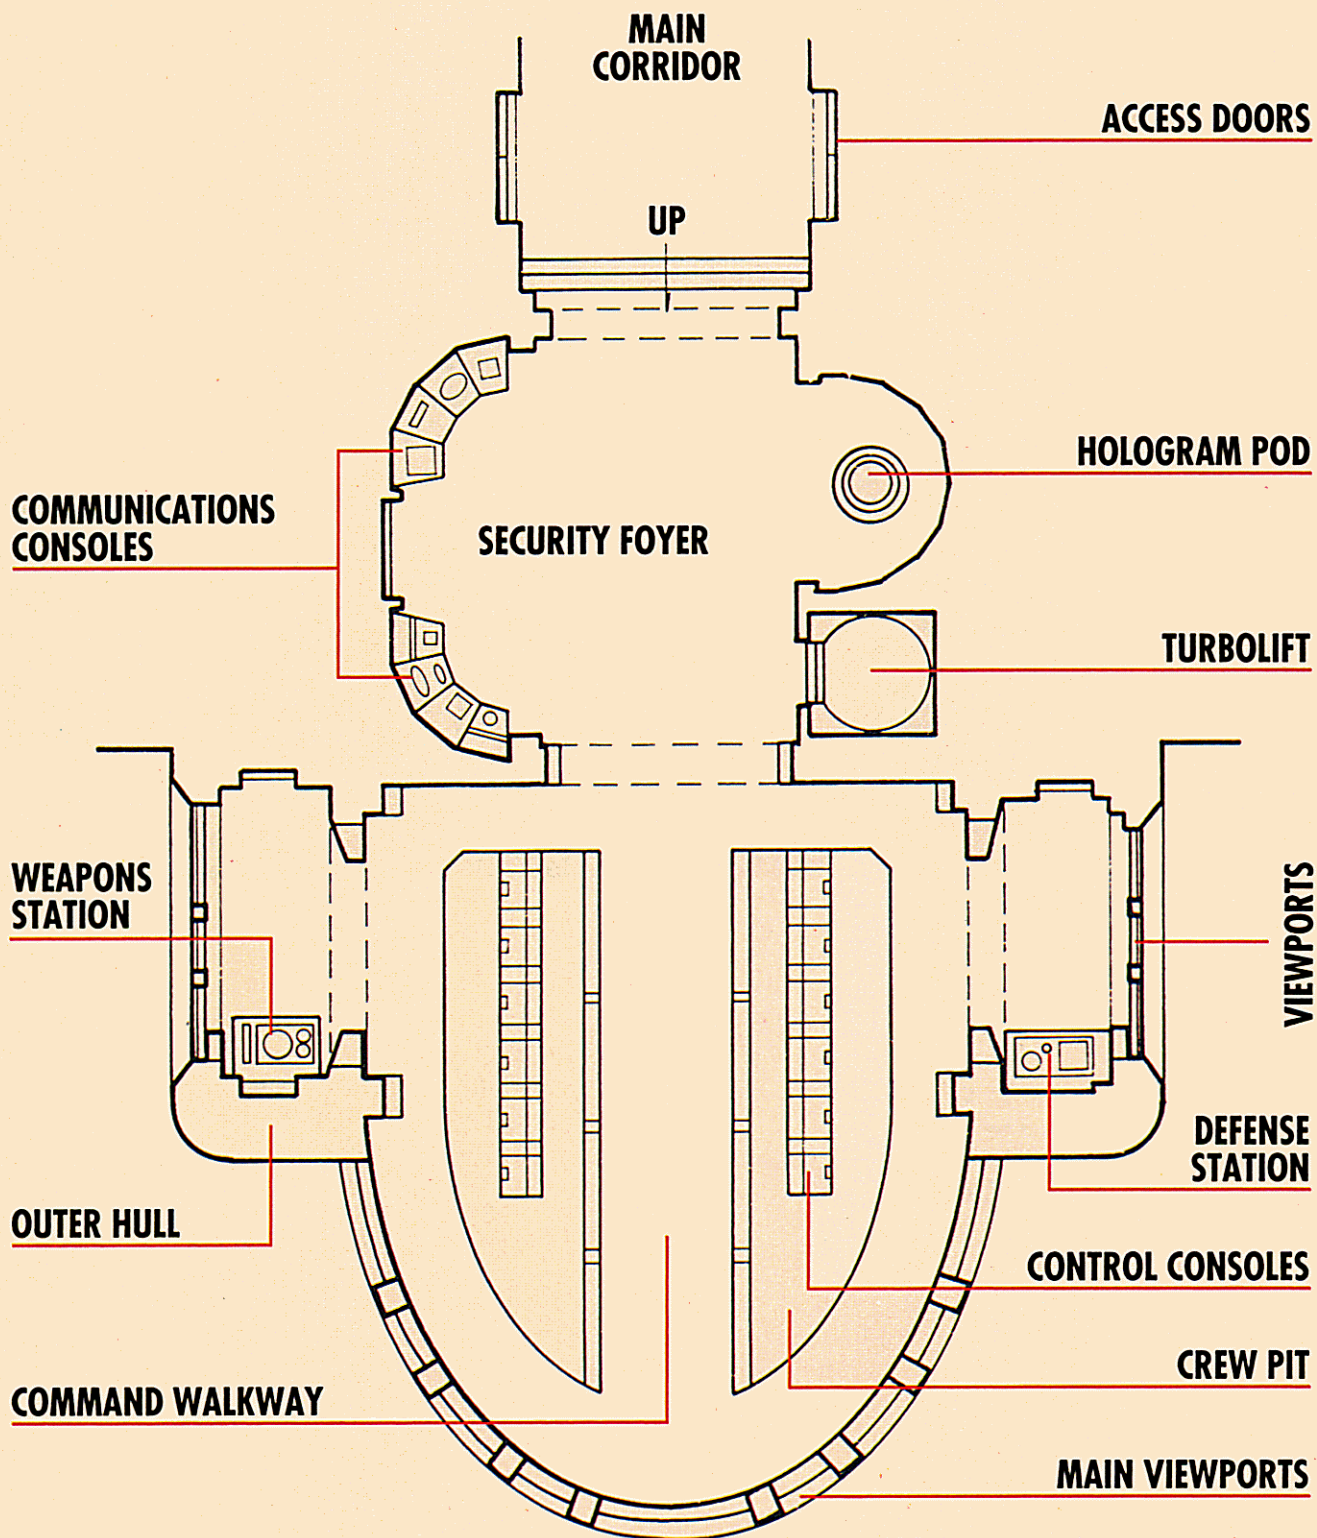 MAIN
CORRIDOR
ACCESS DOORS
UP
HOLOGRAM POD
COMMUNICATIONS
CONSOLES
SECURITY FOYER
TURBOLIFT
WEAPONS
STATION
VIEWPORTS
DEFENSE
STATION
OUTER HULL
CONTROL CONSOLES
CREW PIT
COMMAND WALKWAY
MAIN VIEWPORTS